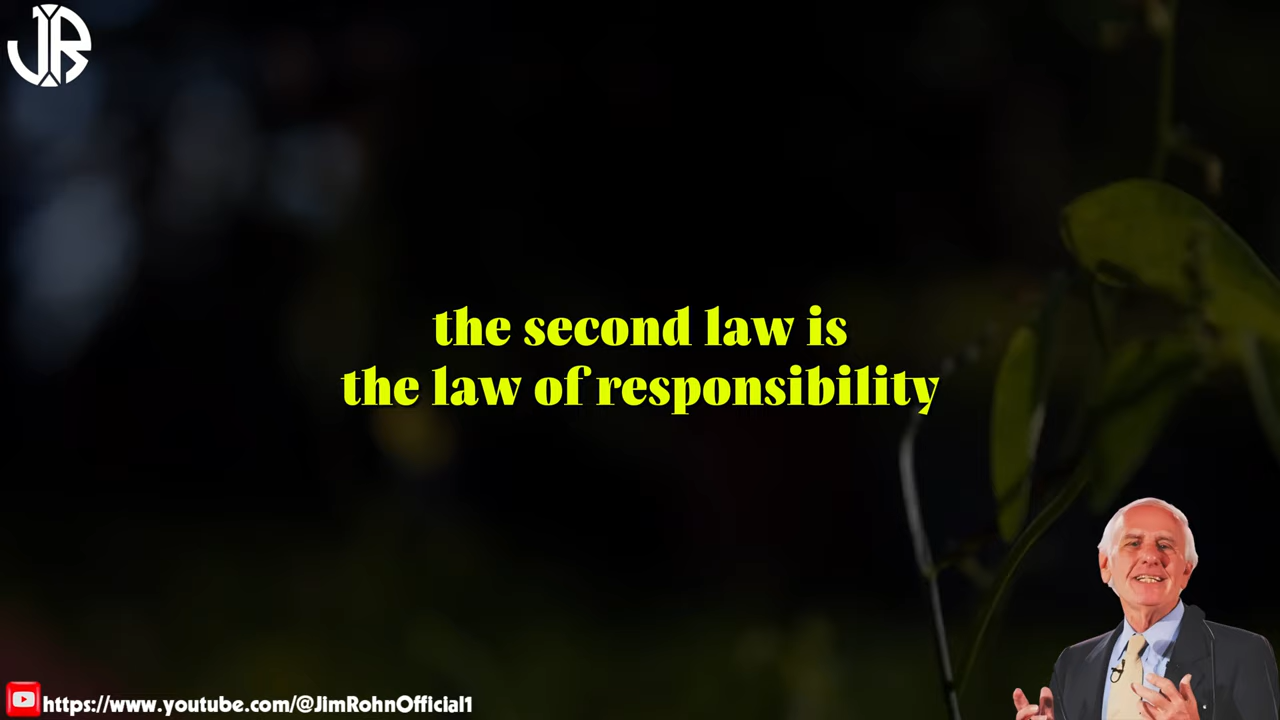 JR
the second law is
the law of responsibility
https://www.youtube.com/@JimRohnOfficial1